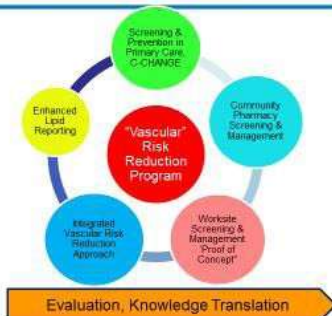 Screening &
Prevention in
Primary Care,
C-CHANGE
Enhanced
Lipid
Reporting
Community
Pharmacy
Screening &
Management
"Vascular"
Risk
Reduction
Program
Integrated
Vascular Risk
Reduction
Approach
Worksite
Screening &
Management
"Proof of
Concept"
Evaluation, Knowledge Translation